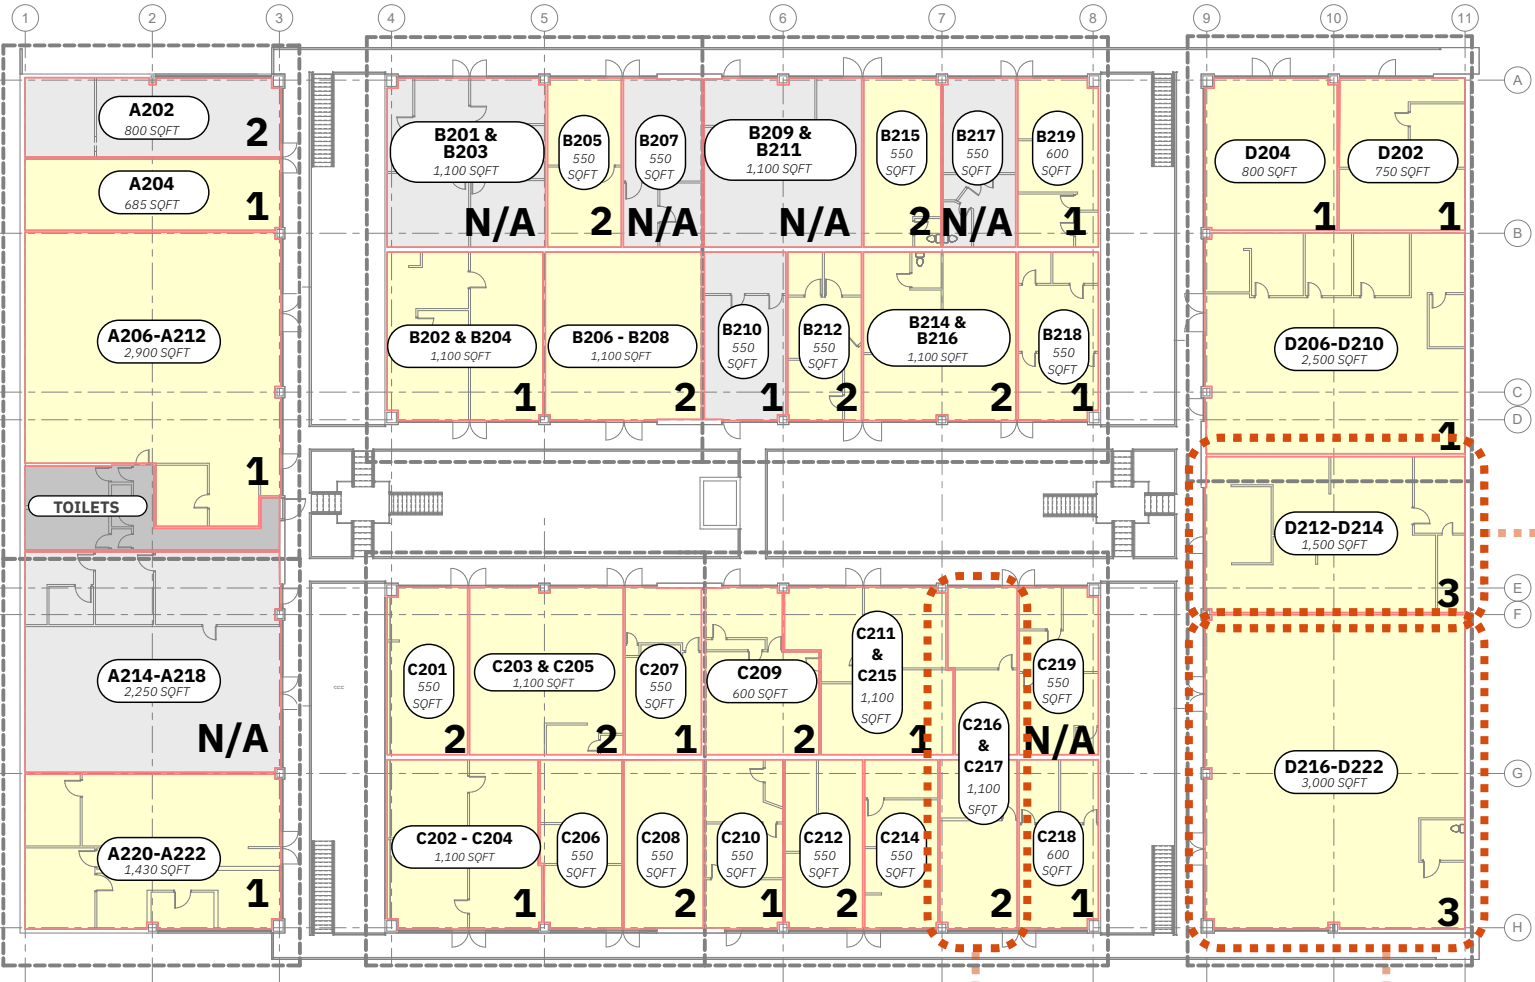 1 2 3 4 5 6 7 8 9 10 11
A
B
C
D
E
F
G
H
A202
800 SQFT
2
A204
685 SQFT
1
A206-A212
2,900 SQFT
1
TOILETS
A214-A218
2,250 SQFT
N/A
A220-A222
1,430 SQFT
1
B201 &
B203
1,100 SQFT
N/A
B205
550
SQFT
2
B207
550
SQFT
N/A
B209 &
B211
1,100 SQFT
N/A
B215
550
SQFT
2
B217
550
SQFT
N/A
B219
600
SQFT
1
B202 & B204
1,100 SQFT
1
B206 - B208
1,100 SQFT
2
B210
550
SQFT
1
B212
550
SQFT
2
B214 &
B216
1,100 SQFT
2
B218
550
SQFT
1
C201
550
SQFT
2
C203 & C205
1,100 SQFT
2
C207
550
SQFT
1
C209
600 SQFT
2
C211
&
C215
1,100
SQFT
1
C216
&
C217
1,100
SFQT
2
C219
550
SQFT
N/A
C202 - C204
1,100 SQFT
1
C206
550
SQFT
C208
550
SQFT
2
C210
550
SQFT
1
C212
550
SQFT
2
C214
550
SQFT
C218
600
SQFT
1
D204
800 SQFT
1
D202
750 SQFT
1
D206-D210
2,500 SQFT
1
D212-D214
1,500 SQFT
3
D216-D222
3,000 SQFT
3